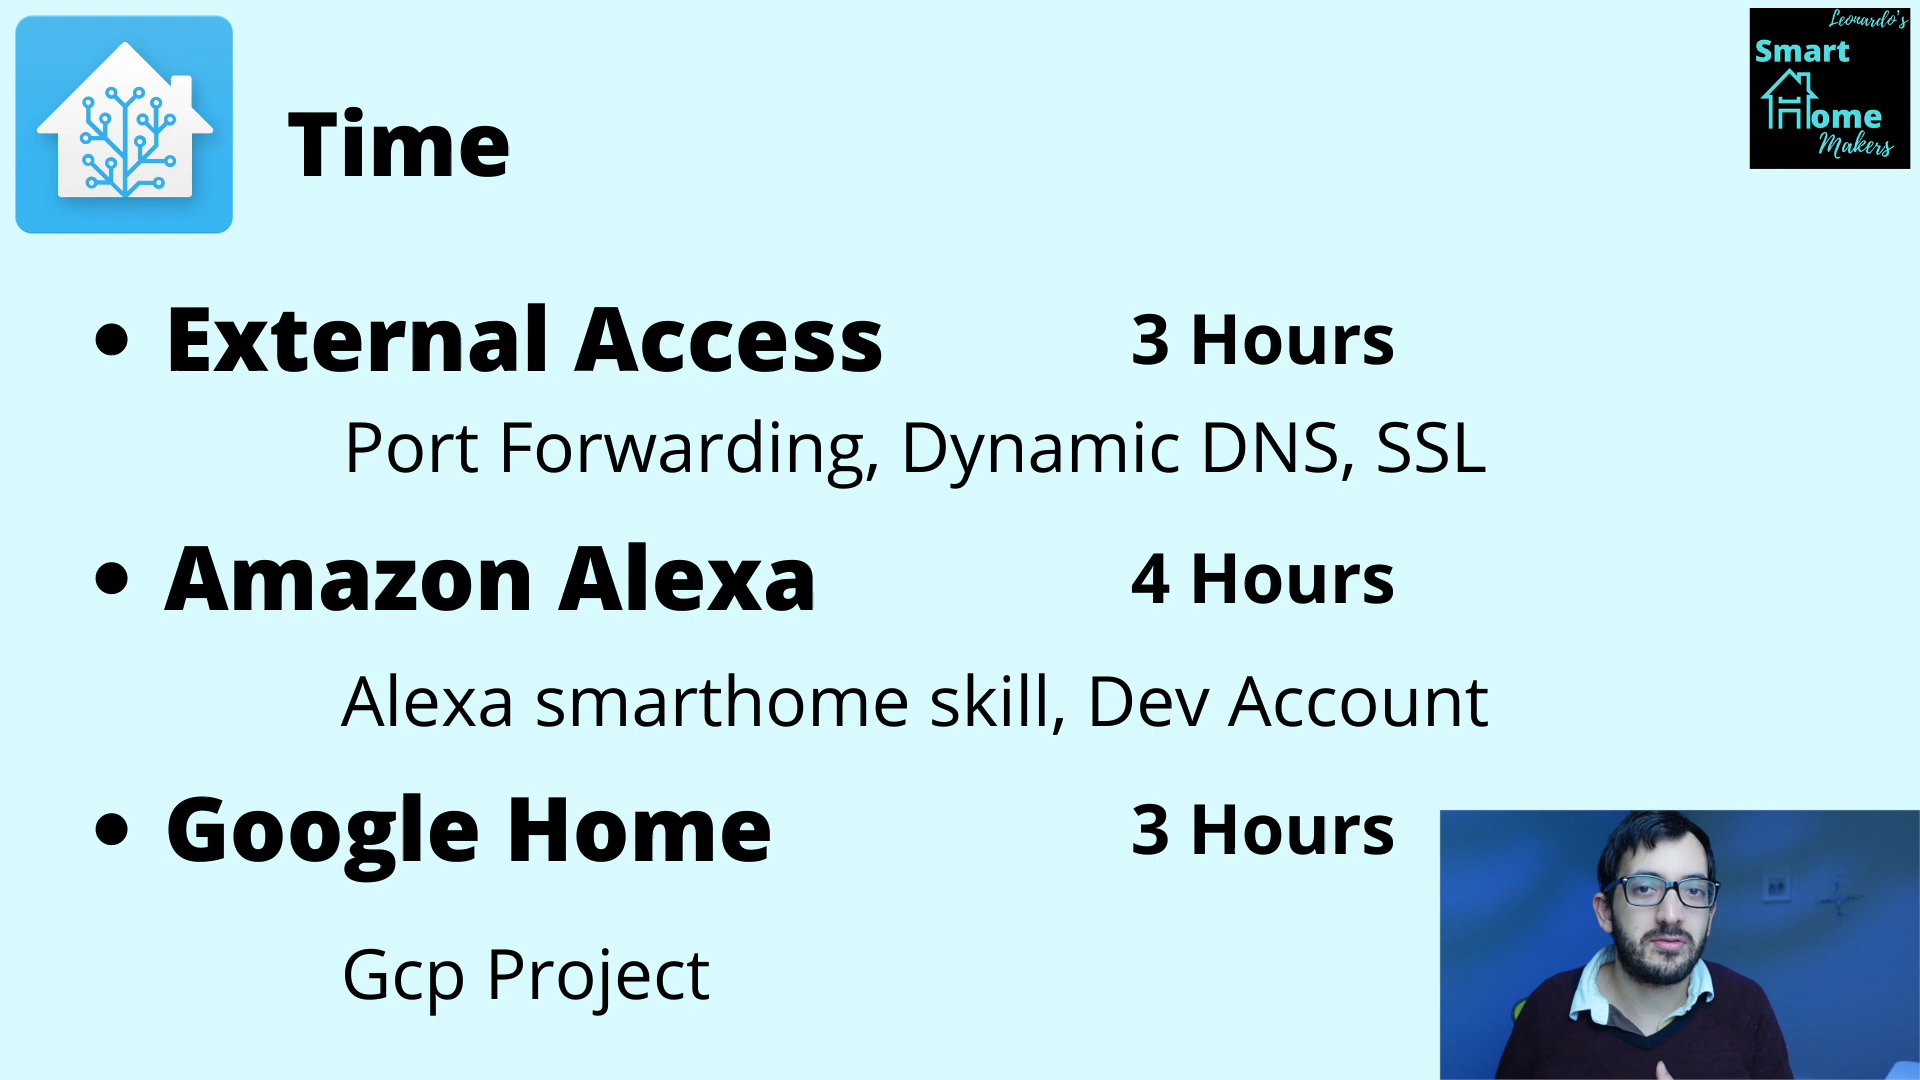 Leonardo's
Smart
Home
Makers
Time
• External Access 3 Hours
Port Forwarding, Dynamic DNS, SSL
• Amazon Alexa 4 Hours
Alexa smarthome skill, Dev Account
• Google Home 3 Hours
Gcp Project